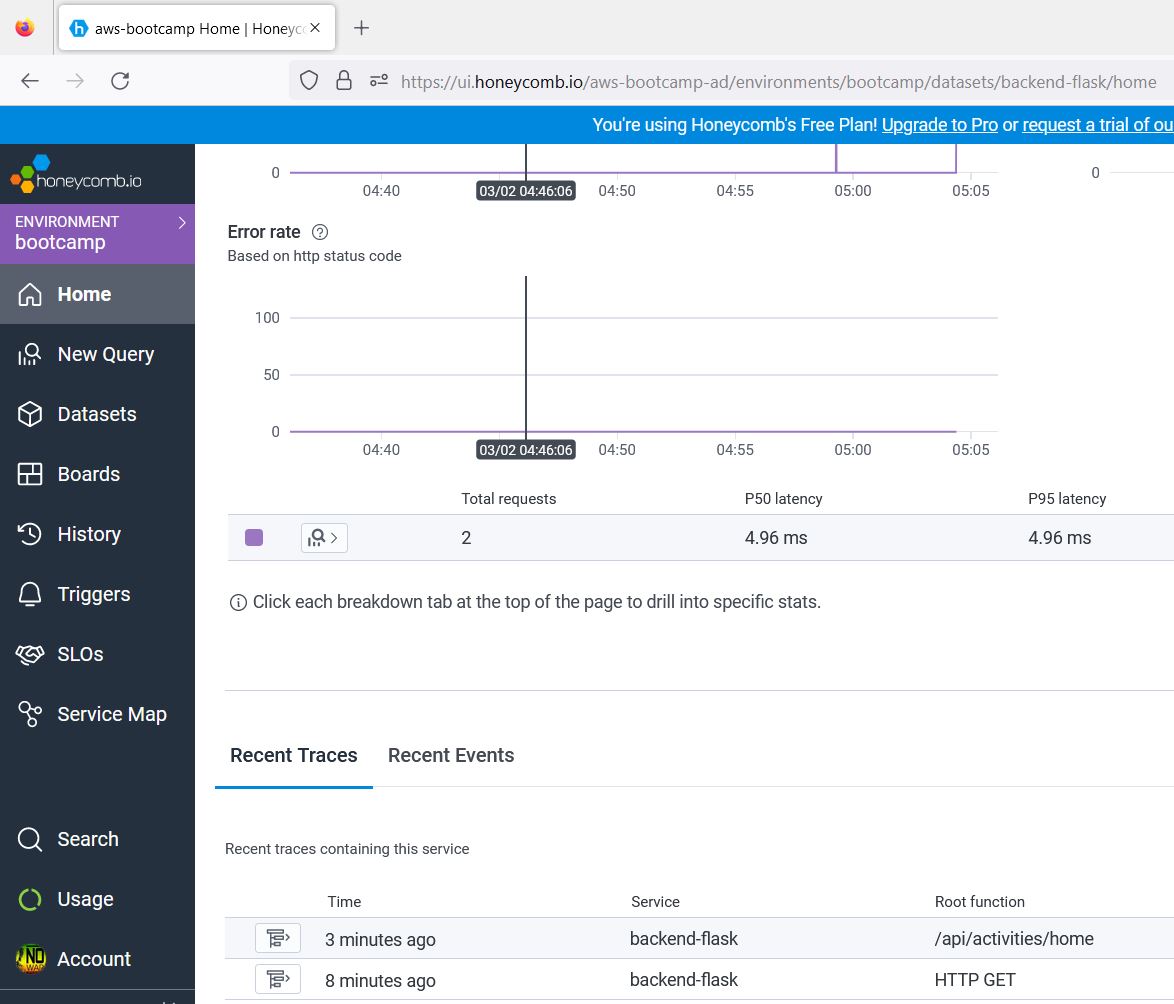 aws-bootcamp Home | Honeyc
https://ui.honeycomb.io/aws-bootcamp-ad/environments/bootcamp/datasets/backend-flask/home
You're using Honeycomb's Free Plan! Upgrade to Pro or request a trial of ou
honeycomb.io
ENVIRONMENT
bootcamp
Home
New Query
Datasets
Boards
History
Triggers
SLOs
Service Map
Search
Usage
Account
0
0
04:40 03/02 04:46:06 04:50 04:55 05:00 05:05
Error rate ?
Based on http status code
100
50
0
04:40 03/02 04:46:06 04:50 04:55 05:00 05:05
Total requests P50 latency P95 latency
2 4.96 ms 4.96 ms
Click each breakdown tab at the top of the page to drill into specific stats.
Recent Traces Recent Events
Recent traces containing this service
Time Service Root function
3 minutes ago backend-flask /api/activities/home
8 minutes ago backend-flask HTTP GET